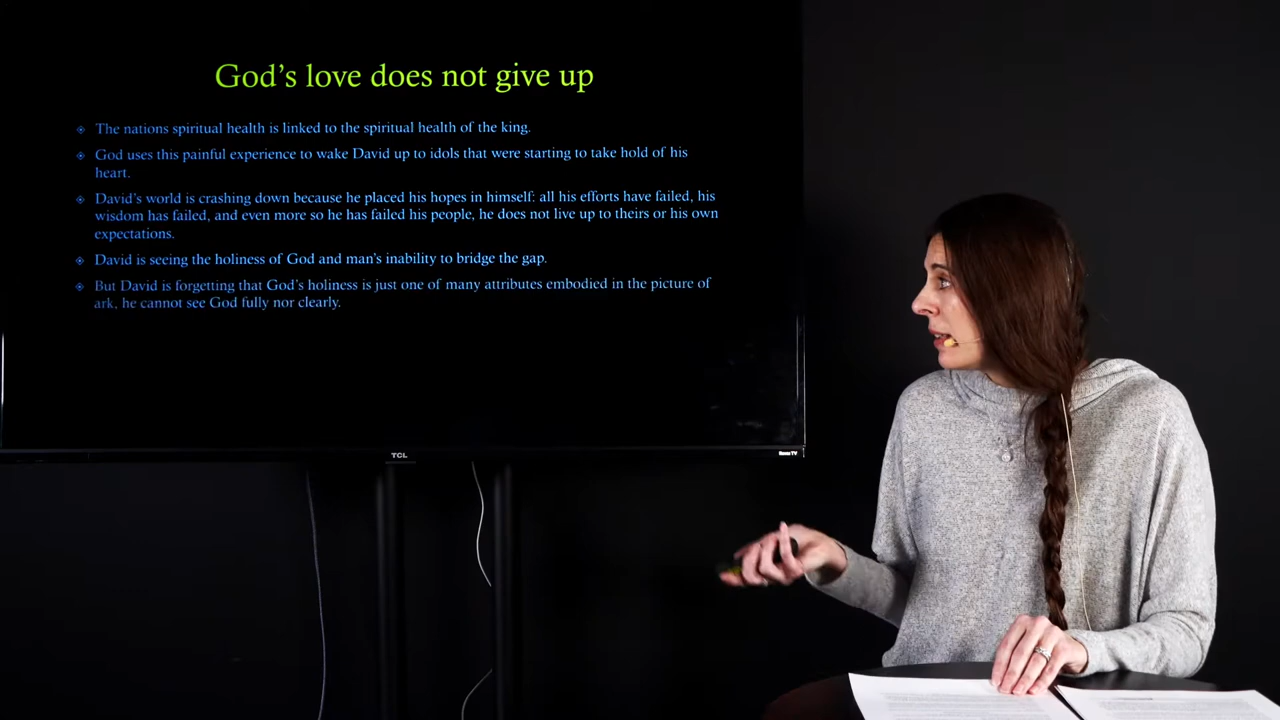 God's love does not give up
The nations spiritual health is linked to the spiritual health of the king.
God uses this painful experience to wake David up to idols that were starting to take hold of his
heart.
David's world is crashing down because he placed his hopes in himself: all his efforts have failed, his
wisdom has failed, and even more so he has failed his people, he does not live up to theirs or his own
expectations.
David is seeing the holiness of God and man's inability to bridge the gap.
But David is forgetting that God's holiness is just one of many attributes embodied in the picture of
ark, he cannot see God fully nor clearly.
TCL
Roku TV